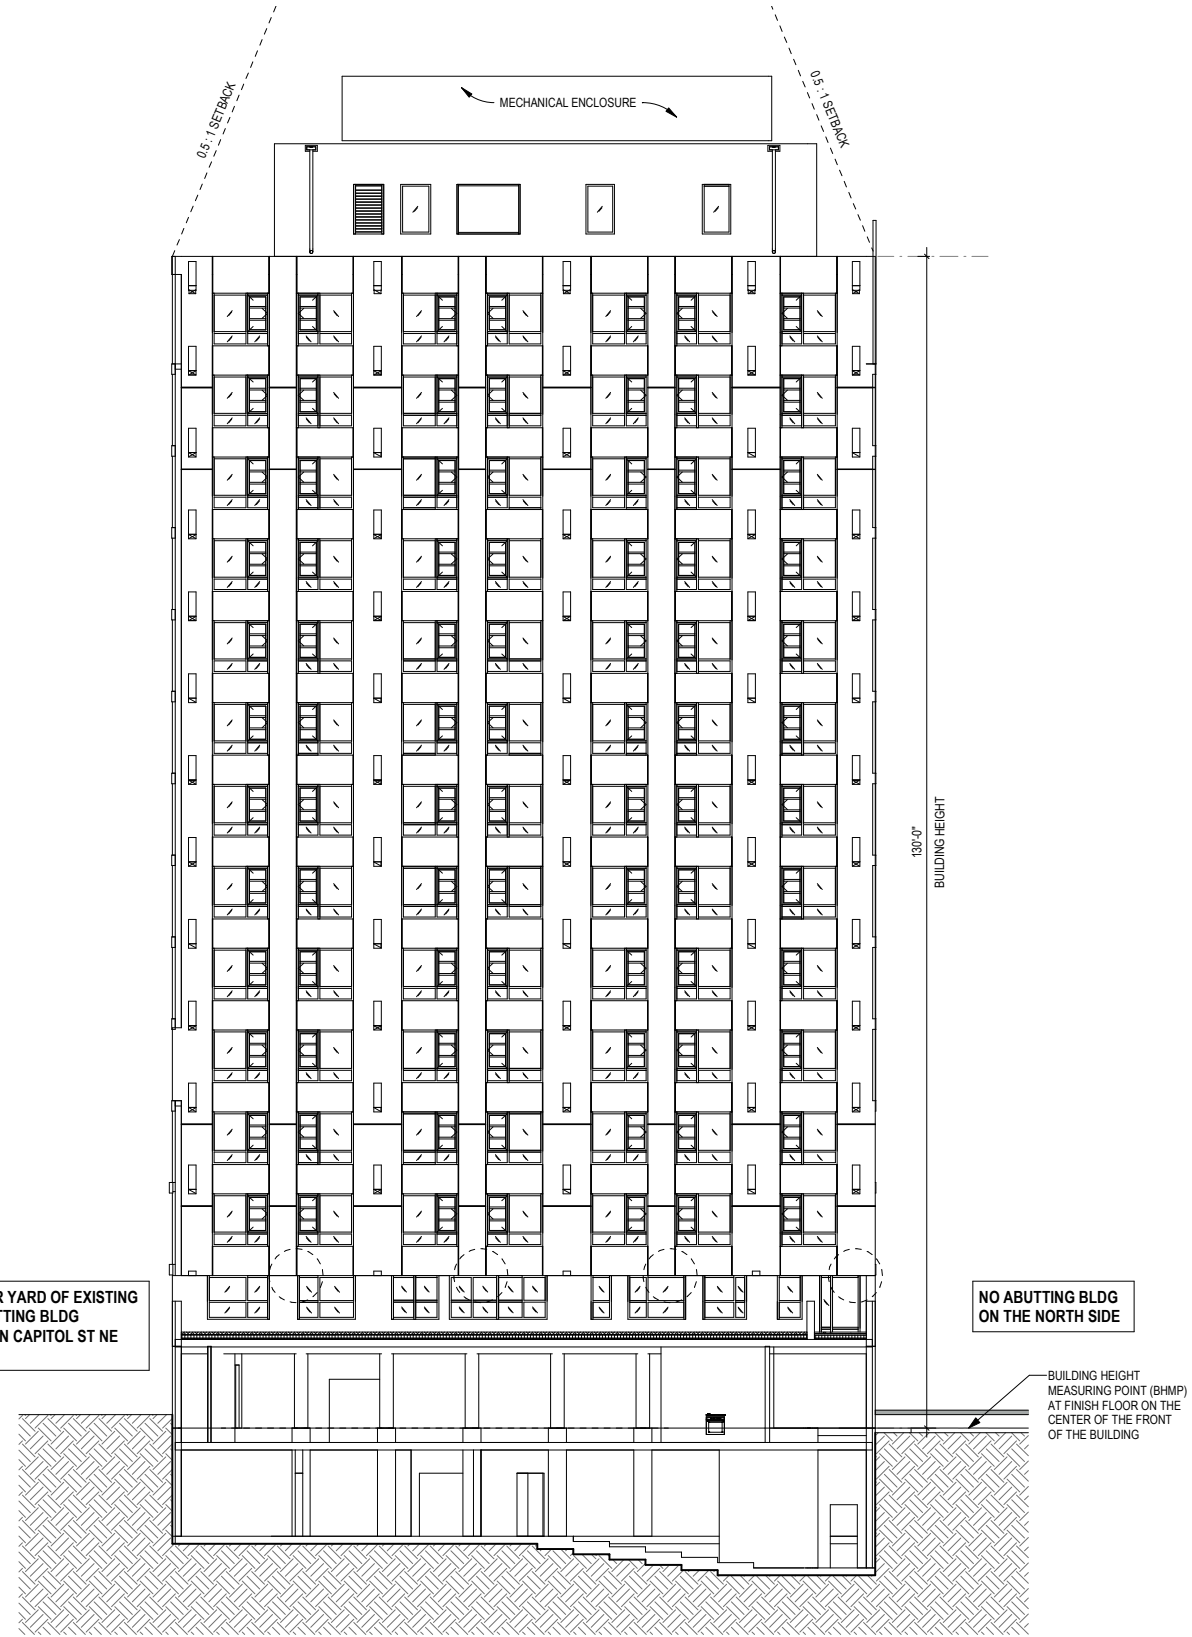 0.5 : 1 SETBACK
MECHANICAL ENCLOSURE
0.5 : 1 SETBACK
130'-0"
BUILDING HEIGHT
R YARD OF EXISTING
TTING BLDG
N CAPITOL ST NE
NO ABUTTING BLDG
ON THE NORTH SIDE
BUILDING HEIGHT
MEASURING POINT (BHMP)
AT FINISH FLOOR ON THE
CENTER OF THE FRONT
OF THE BUILDING